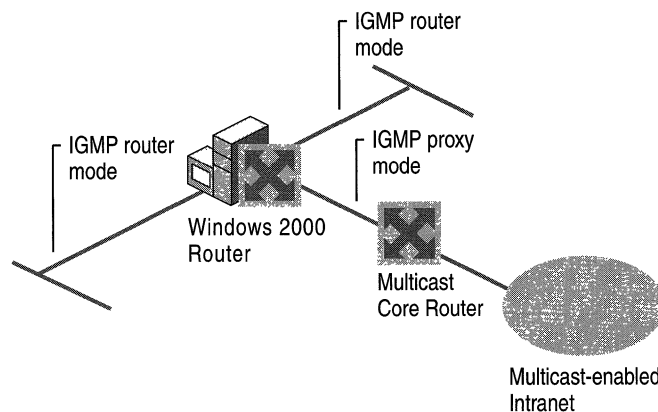 IGMP router
mode
IGMP router
mode
IGMP proxy
mode
Windows 2000
Router
Multicast
Core Router
Multicast-enabled
Intranet